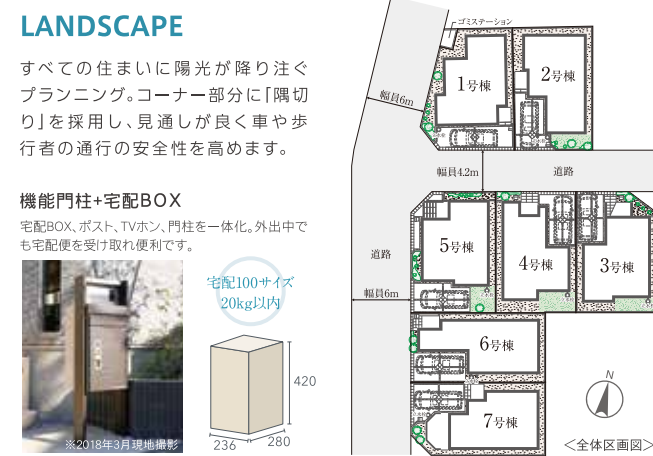 LANDSCAPE
すべての住まいに陽光が降り注ぐ
プランニング。コーナー部分に「隅切
り」を採用し、見通しが良く車や歩
行者の通行の安全性を高めます。
機能門柱+宅配BOX
宅配BOX、ポスト、TVホン、門柱を一体化。外出中で
も宅配便を受け取れ便利です。
※2018年3月現地撮影
宅配100サイズ
20kg以内
420
236
280
ゴミステーション
1号棟
2号棟
幅員6m
幅員4.2m
道路
道路
5号棟
4号棟
3号棟
幅員6m
6号棟
7号棟
N
＜全体区画図＞